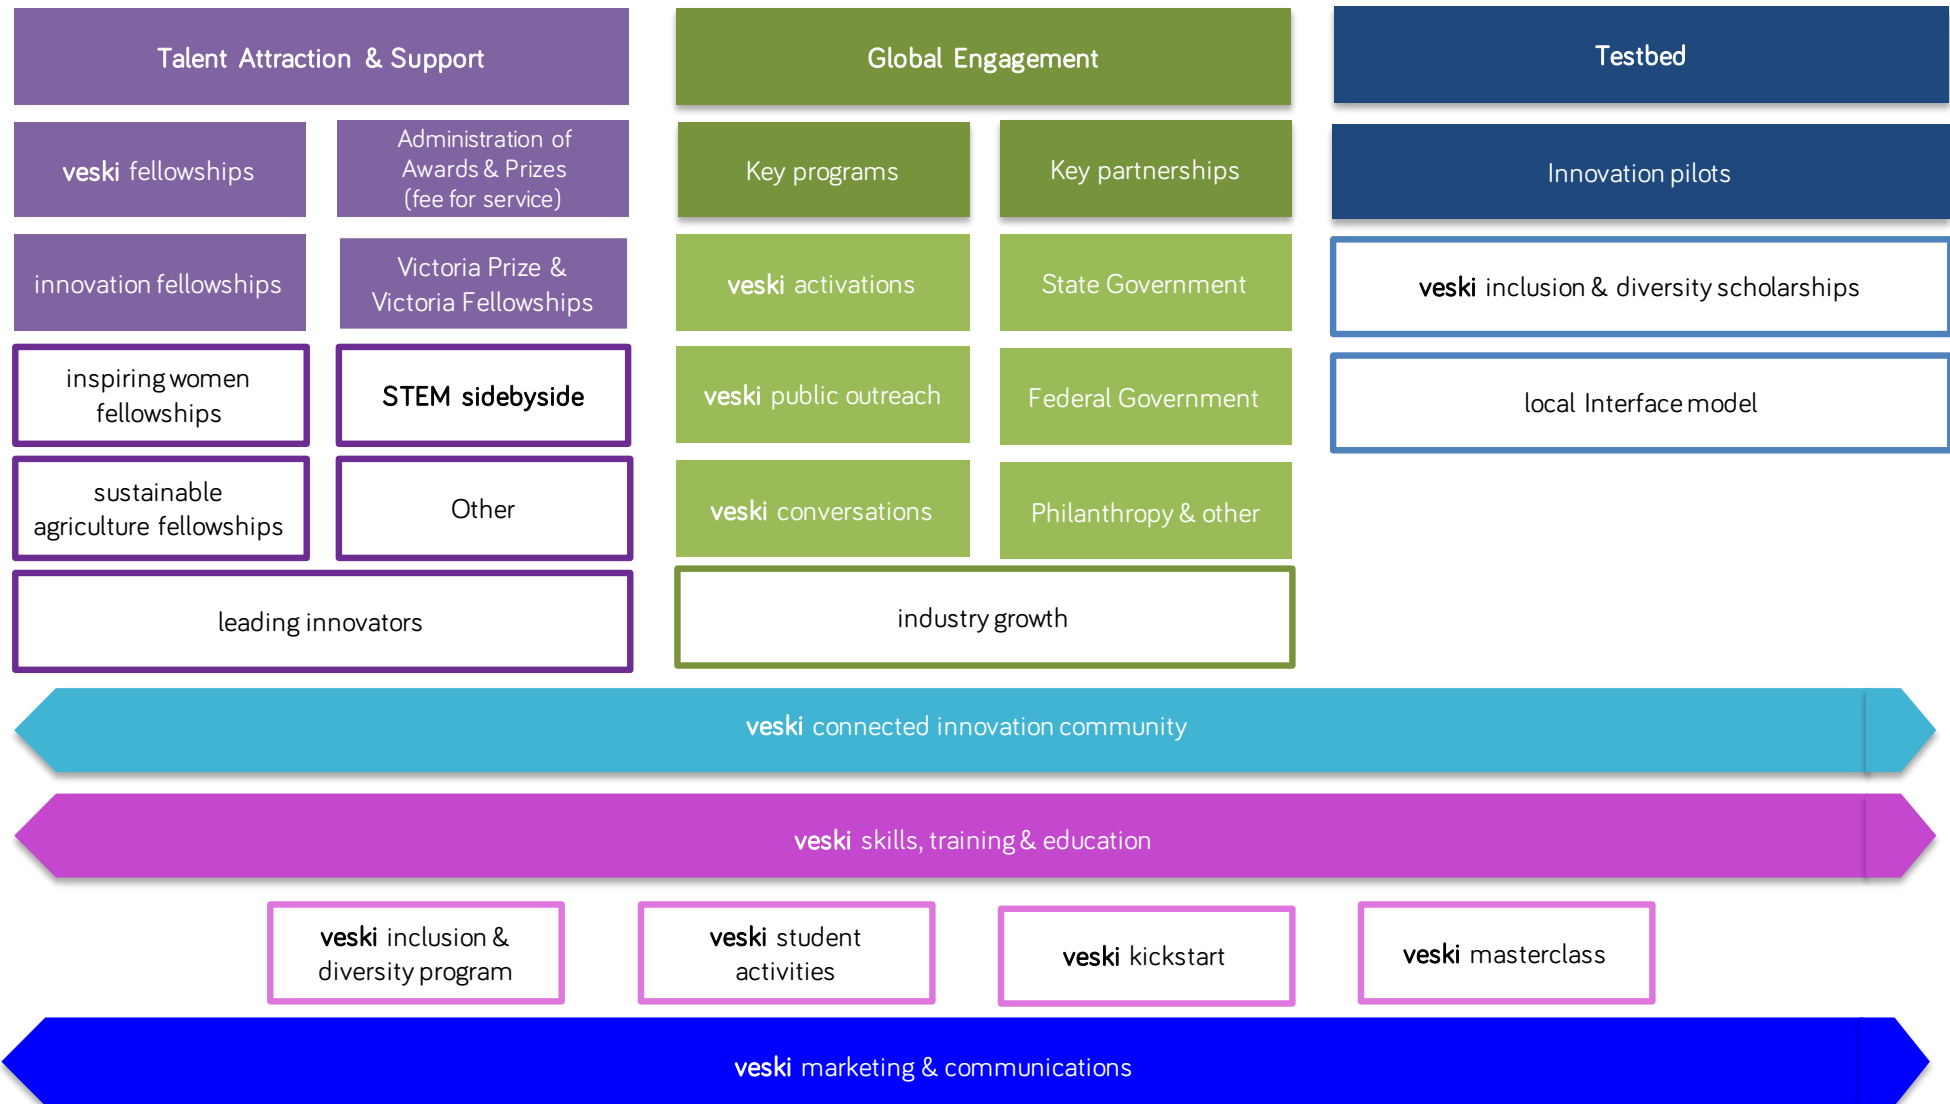 Talent Attraction & Support
Global Engagement
Testbed
veski fellowships
Administration of
Awards & Prizes
(fee for service)
Key programs
Key partnerships
Innovation pilots
innovation fellowships
Victoria Prize &
Victoria Fellowships
veski activations
State Government
veski inclusion & diversity scholarships
inspiring women
fellowships
STEM sidebyside
veski public outreach
Federal Government
local Interface model
sustainable
agriculture fellowships
Other
veski conversations
Philanthropy & other
leading innovators
industry growth
veski connected innovation community
veski skills, training & education
veski inclusion &
diversity program
veski student
activities
veski kickstart
veski masterclass
veski marketing & communications